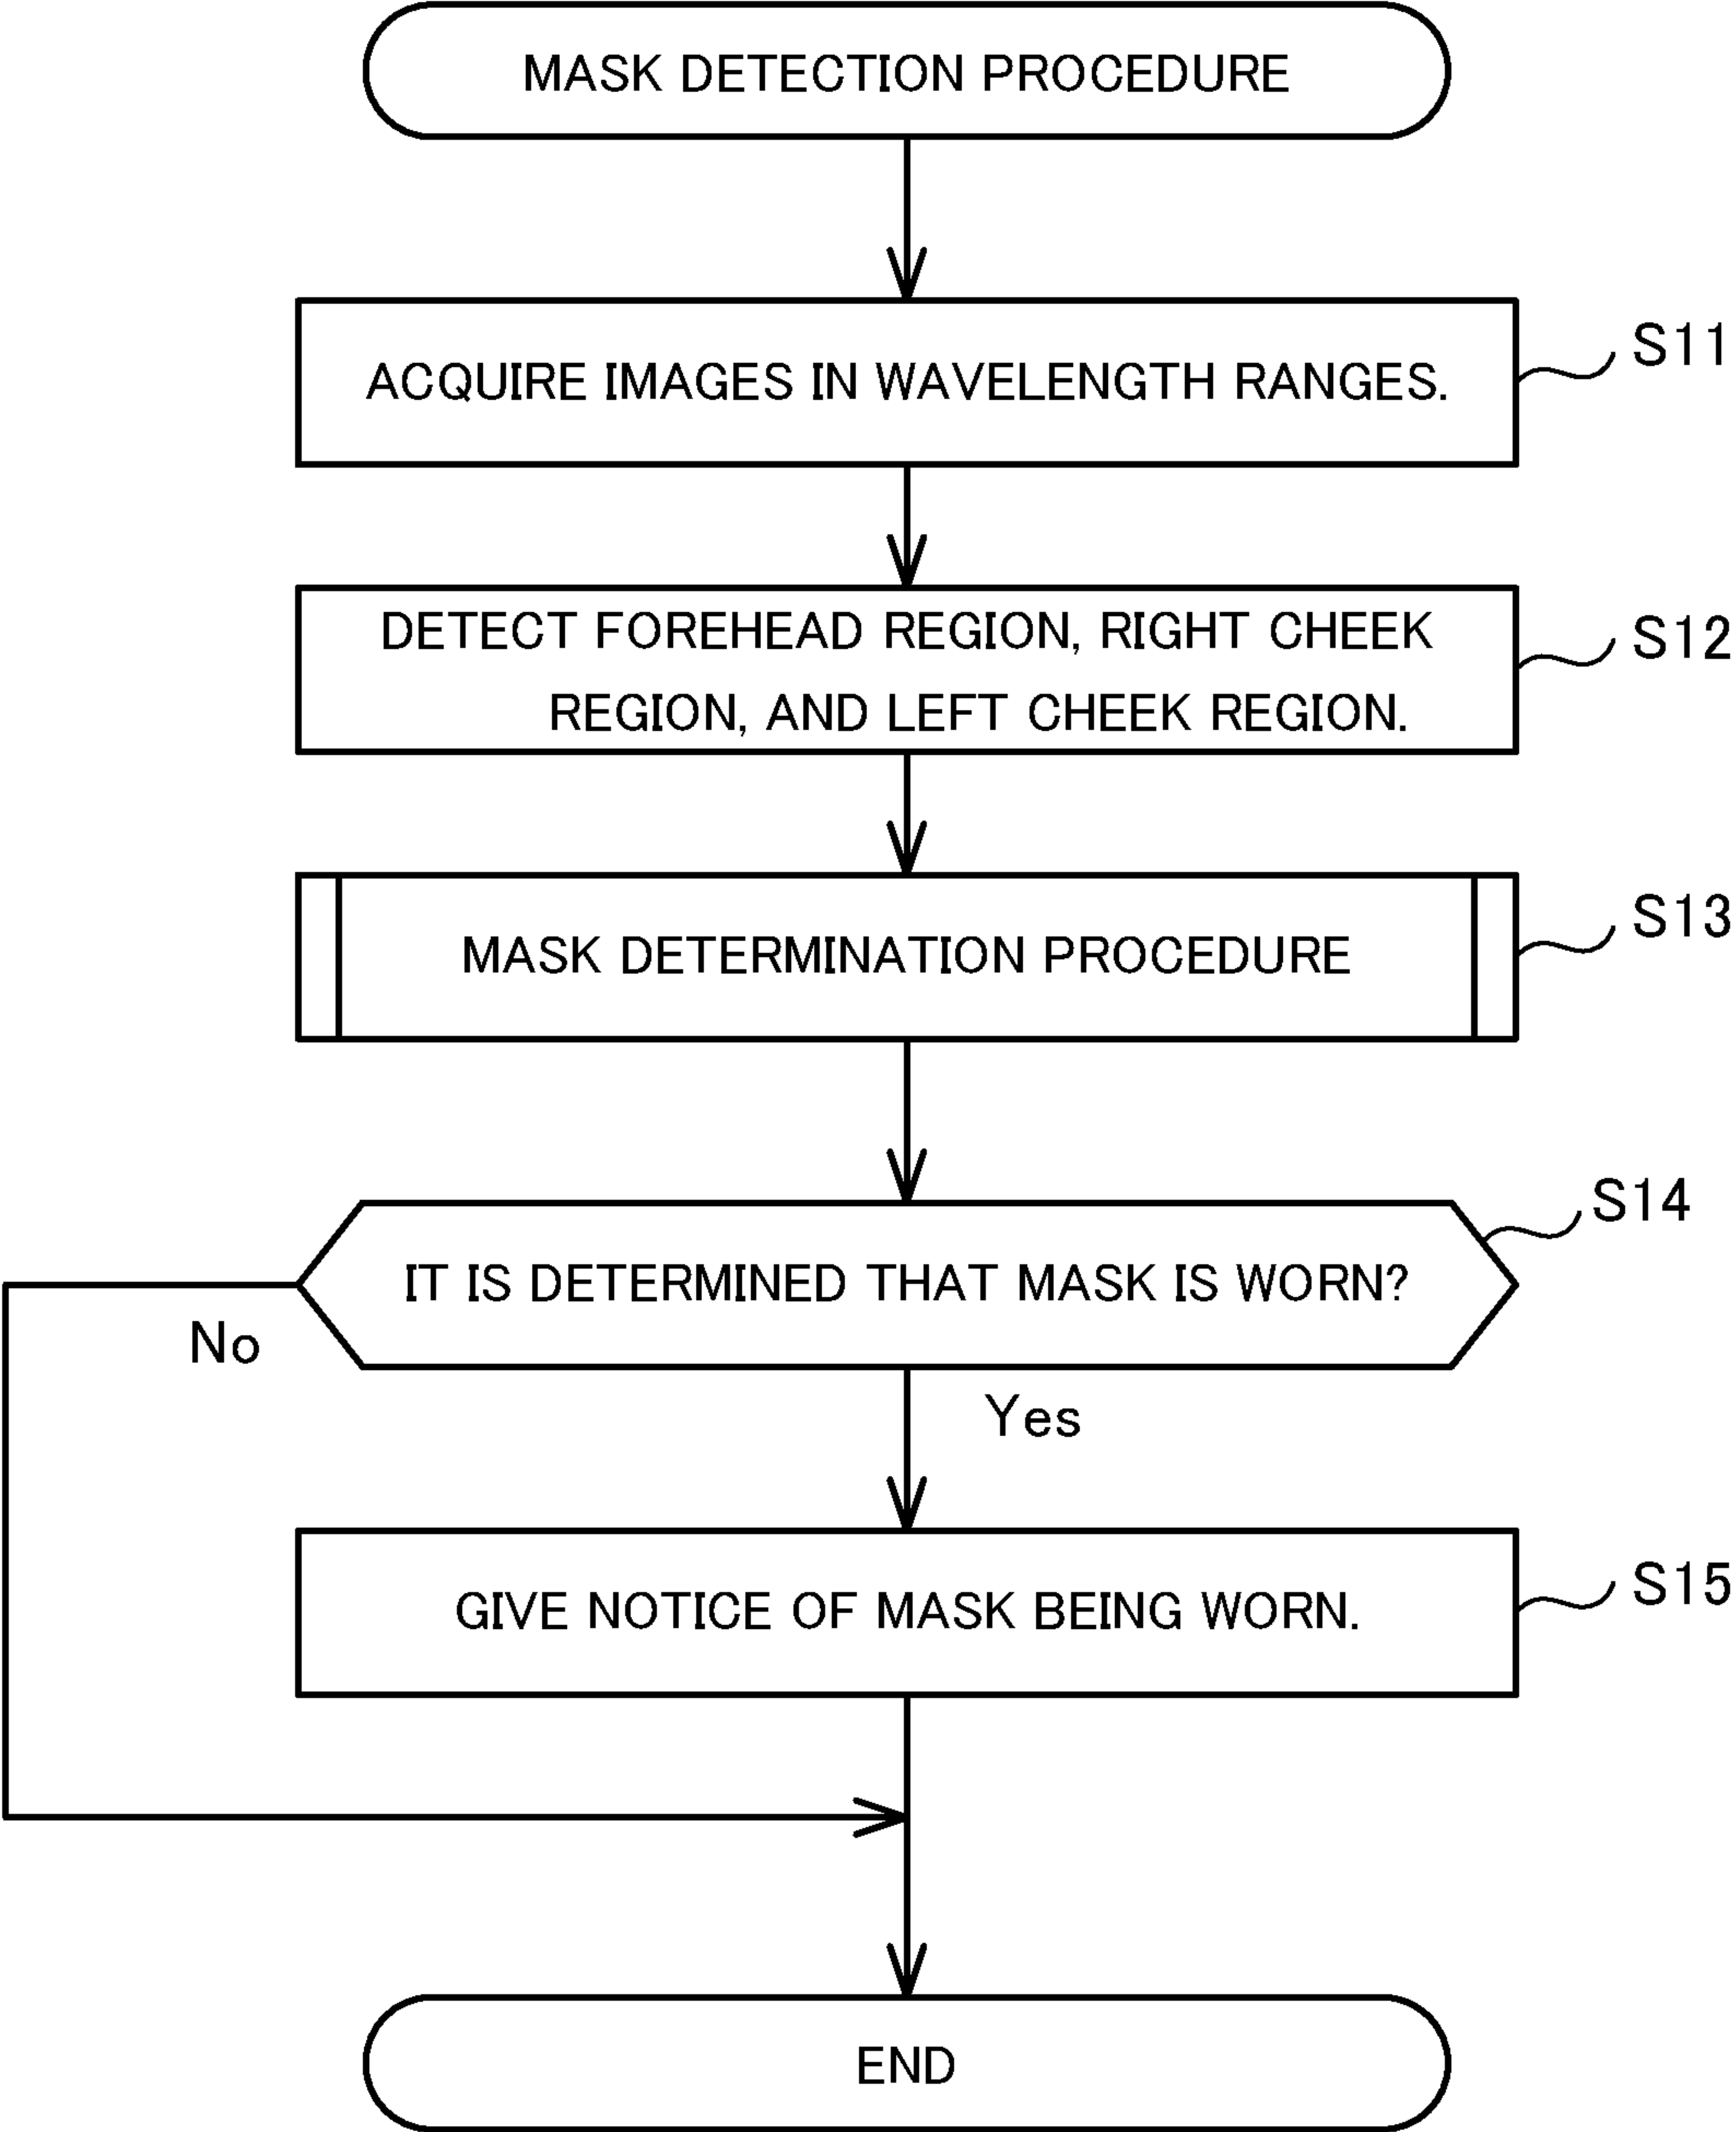 MASK DETECTION PROCEDURE
ACQUIRE IMAGES IN WAVELENGTH RANGES.
S11
DETECT FOREHEAD REGION, RIGHT CHEEK
REGION, AND LEFT CHEEK REGION.
S12
MASK DETERMINATION PROCEDURE
S13
IT IS DETERMINED THAT MASK IS WORN?
S14
No
Yes
GIVE NOTICE OF MASK BEING WORN.
S15
END